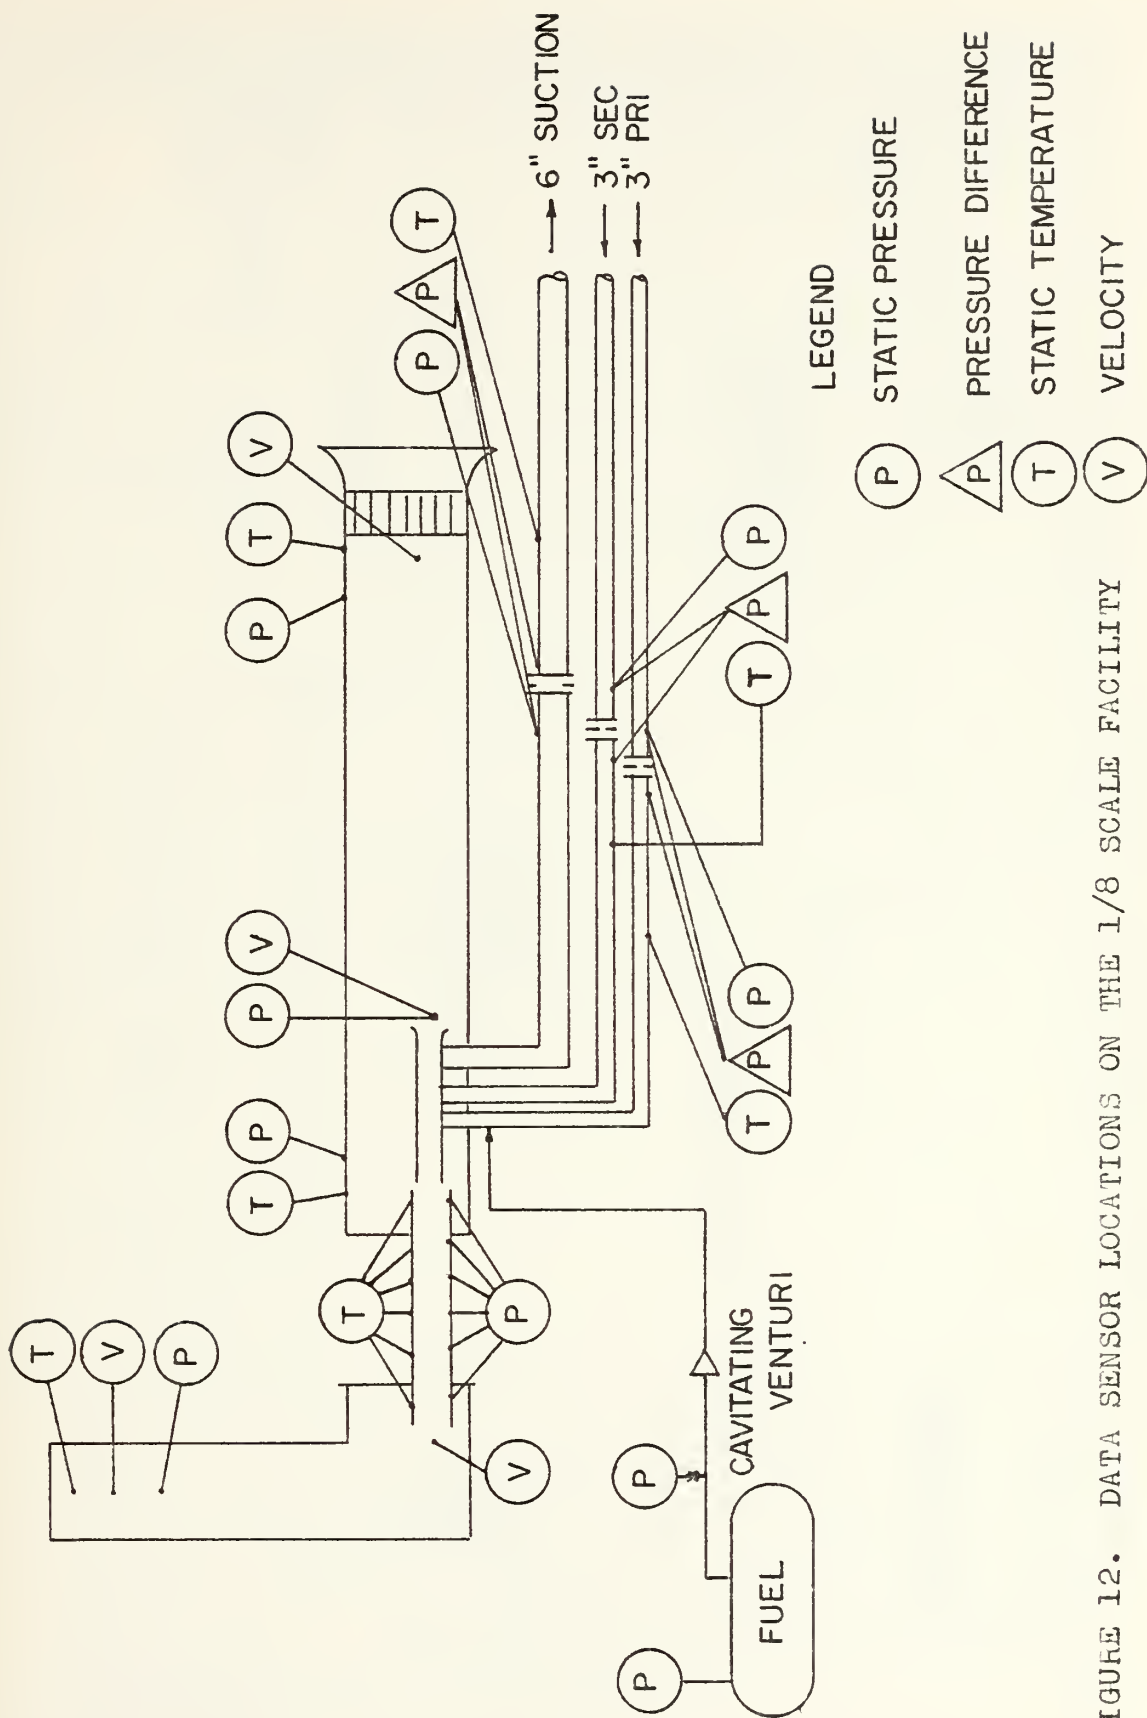 T
V
P
V
T
P
T
P
P
V
P
T
V
P
P
T
6" SUCTION
3" SEC
3" PRI
P
P
T
P
P
T
P
P
CAVITATING
VENTURI
FUEL
LEGEND
P STATIC PRESSURE
P PRESSURE DIFFERENCE
T STATIC TEMPERATURE
V VELOCITY
IGURE 12. DATA SENSOR LOCATIONS ON THE 1/8 SCALE FACILITY